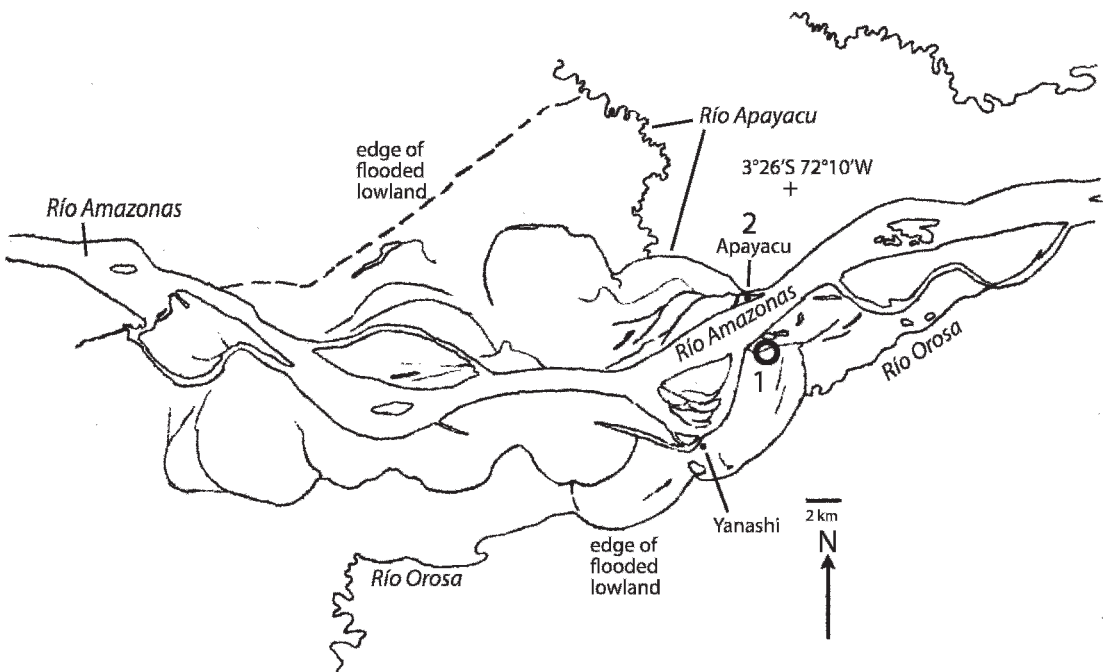 Río Apayacu
3°26'S 72°10'W
+
edge of
flooded
lowland
Río Amazonas
2
Apayacu
Río Amazonas
1
Río Orosa
Yanashi
2 km
N
edge of
flooded
lowland
Río Orosa